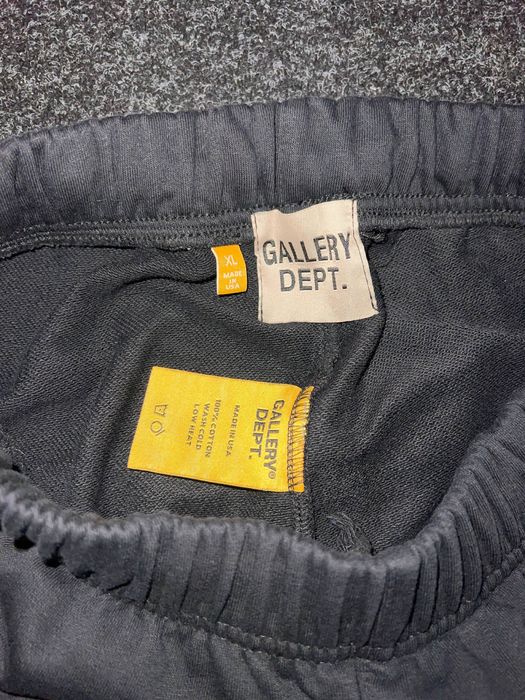 GALLERY
DEPT.
XL
MADE
IN
USA
GALLERY®
DEPT.
MADE IN USA
100% COTTON
WASH COLD
LOW HEAT